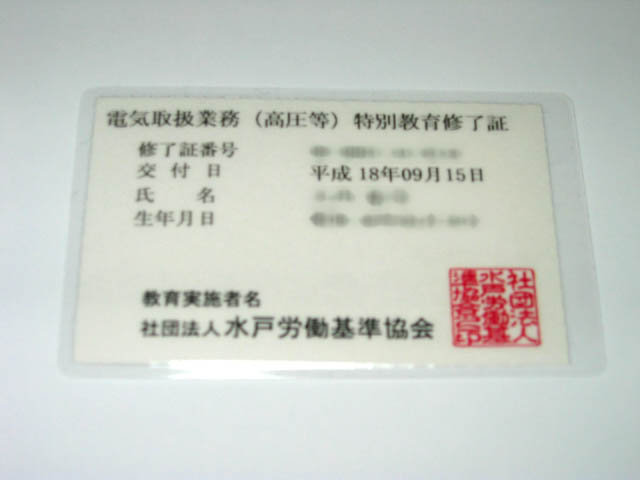 電気取扱業務（高圧等）特別教育修了証
修了証番号
交付日 平成 18年09月15日
氏名
生年月日
教育実施者名
社団法人 水戸労働基準協会
社団法人
水戸労働基
準協会之印